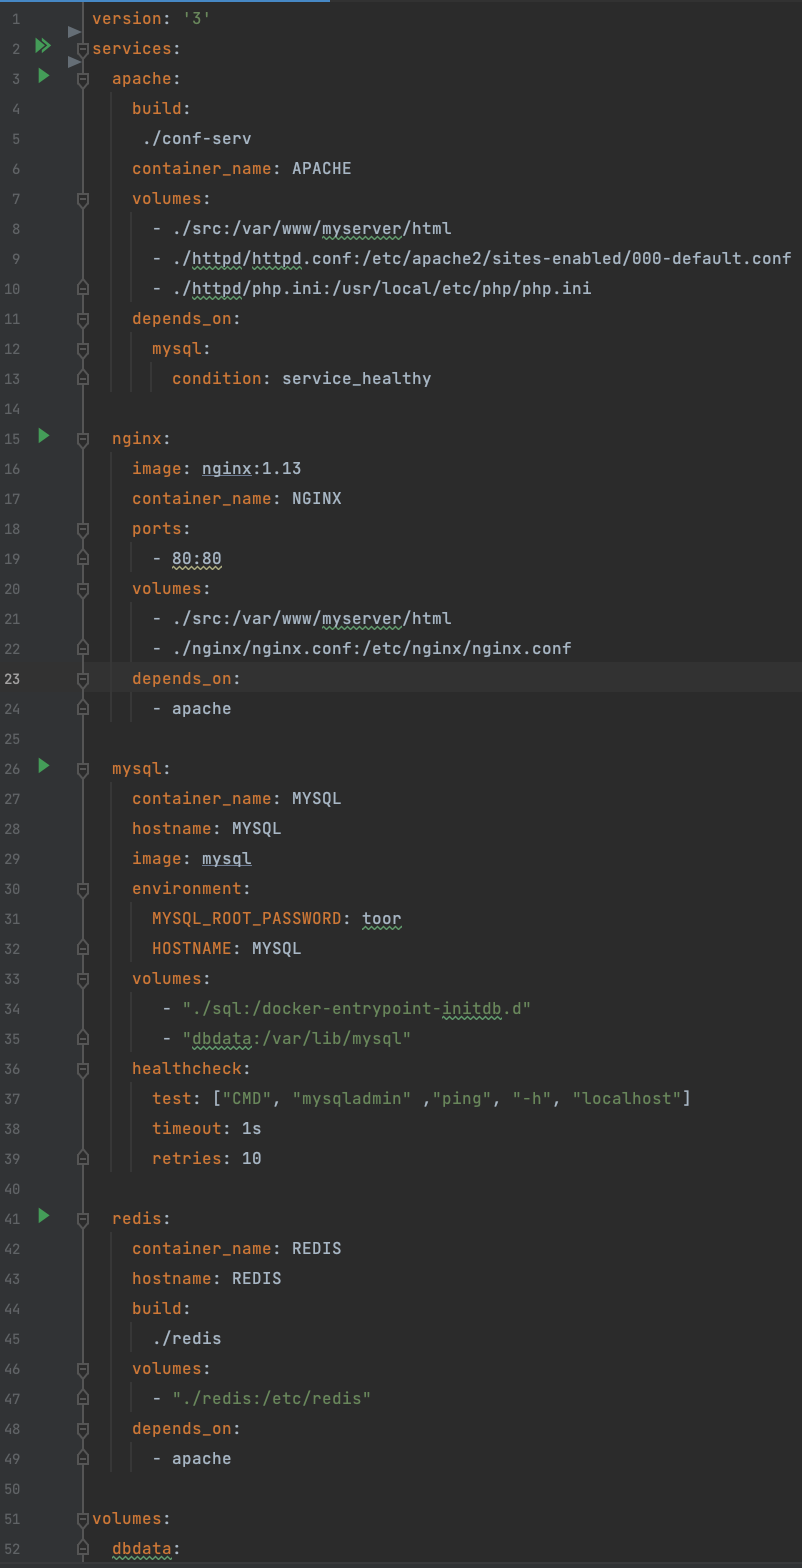 1 version: '3'
2 services:
3   apache:
4     build:
5      ./conf-serv
6     container_name: APACHE
7     volumes:
8       - ./src:/var/www/myserver/html
9       - ./httpd/httpd.conf:/etc/apache2/sites-enabled/000-default.conf
10       - ./httpd/php.ini:/usr/local/etc/php/php.ini
11     depends_on:
12       mysql:
13         condition: service_healthy
14
15   nginx:
16     image: nginx:1.13
17     container_name: NGINX
18     ports:
19       - 80:80
20     volumes:
21       - ./src:/var/www/myserver/html
22       - ./nginx/nginx.conf:/etc/nginx/nginx.conf
23     depends_on:
24       - apache
25
26   mysql:
27     container_name: MYSQL
28     hostname: MYSQL
29     image: mysql
30     environment:
31       MYSQL_ROOT_PASSWORD: toor
32       HOSTNAME: MYSQL
33     volumes:
34        - "./sql:/docker-entrypoint-initdb.d"
35        - "dbdata:/var/lib/mysql"
36     healthcheck:
37       test: ["CMD", "mysqladmin" ,"ping", "-h", "localhost"]
38       timeout: 1s
39       retries: 10
40
41   redis:
42     container_name: REDIS
43     hostname: REDIS
44     build:
45       ./redis
46     volumes:
47       - "./redis:/etc/redis"
48     depends_on:
49       - apache
50
51 volumes:
52   dbdata: